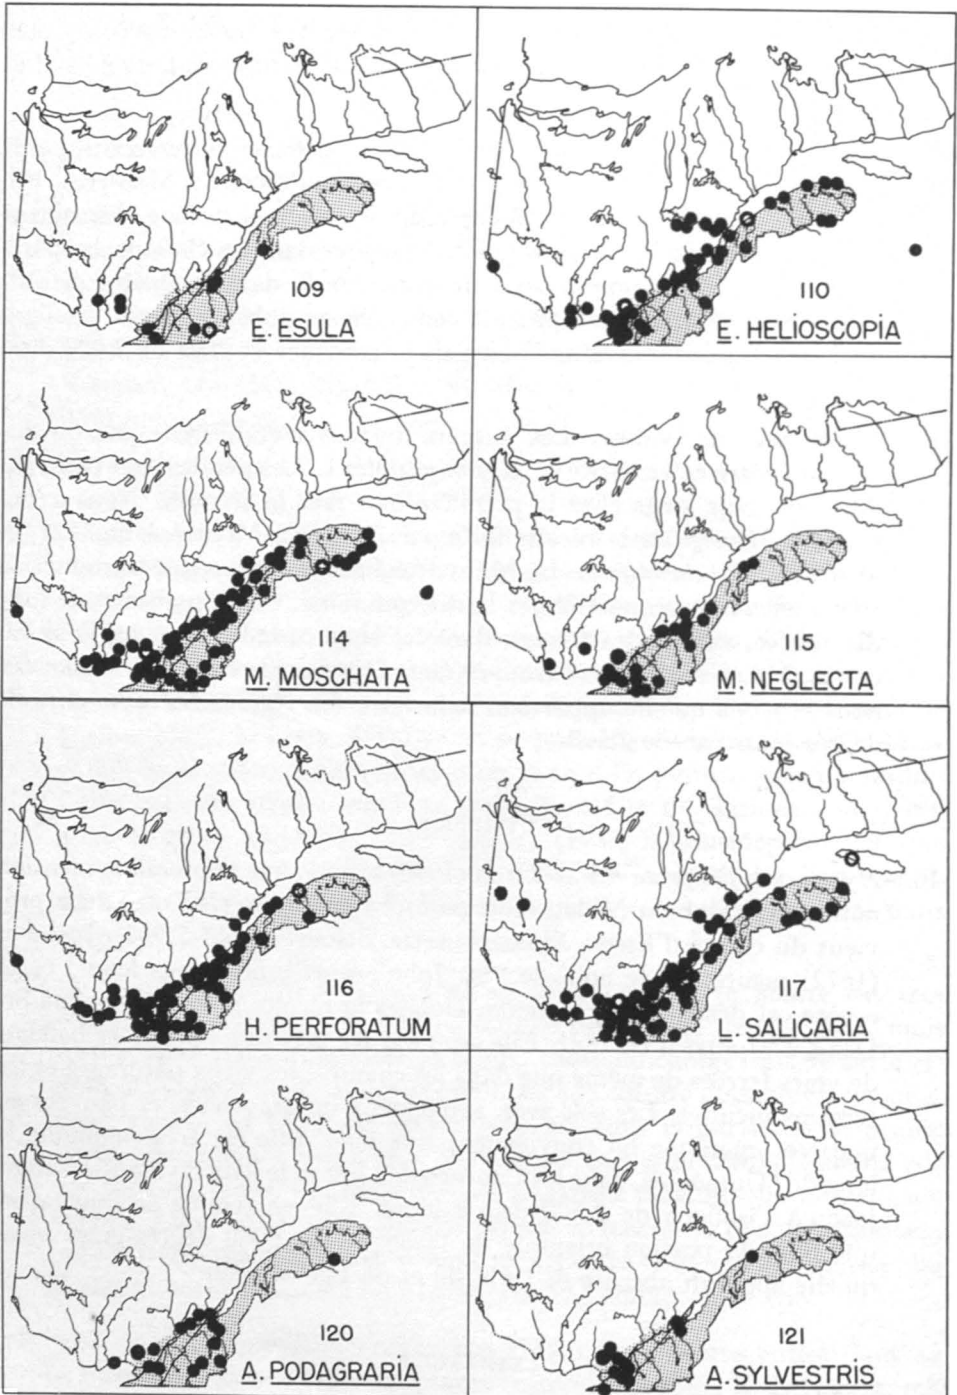 109
E. ESULA
110
E. HELIOSCOPIA
114
M. MOSCHATA
115
M. NEGLECTA
116
H. PERFORATUM
117
L. SALICARIA
120
A. PODAGRARIA
121
A. SYLVESTRIS